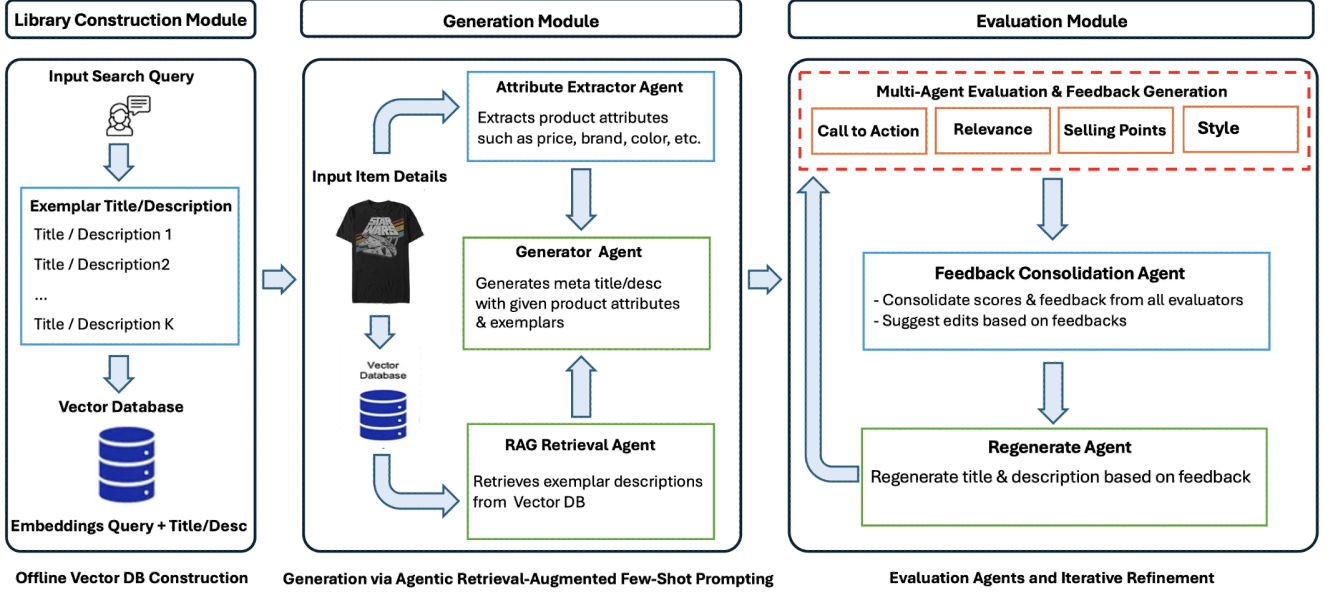 Library Construction Module
Generation Module
Evaluation Module
Input Search Query
Exemplar Title/Description
Title / Description 1
Title / Description2
...
Title / Description K
Vector Database
Embeddings Query + Title/Desc
Offline Vector DB Construction
Attribute Extractor Agent
Extracts product attributes
such as price, brand, color, etc.
Input Item Details
STAR
WARS
Generator Agent
Generates meta title/desc
with given product attributes
& exemplars
Vector
Database
RAG Retrieval Agent
Retrieves exemplar descriptions
from Vector DB
Generation via Agentic Retrieval-Augmented Few-Shot Prompting
Multi-Agent Evaluation & Feedback Generation
Call to Action
Relevance
Selling Points
Style
Feedback Consolidation Agent
- Consolidate scores & feedback from all evaluators
- Suggest edits based on feedbacks
Regenerate Agent
Regenerate title & description based on feedback
Evaluation Agents and Iterative Refinement